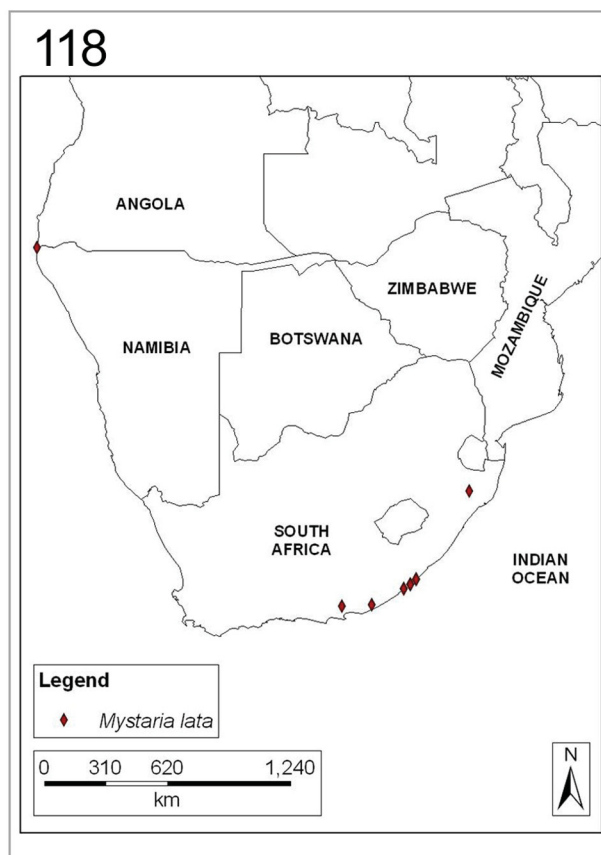 118
ANGOLA
ZIMBABWE
NAMIBIA
BOTSWANA
MOZAMBIQUE
SOUTH
AFRICA
INDIAN
OCEAN
Legend
Mystaria lata
0 310 620 1,240
km
N